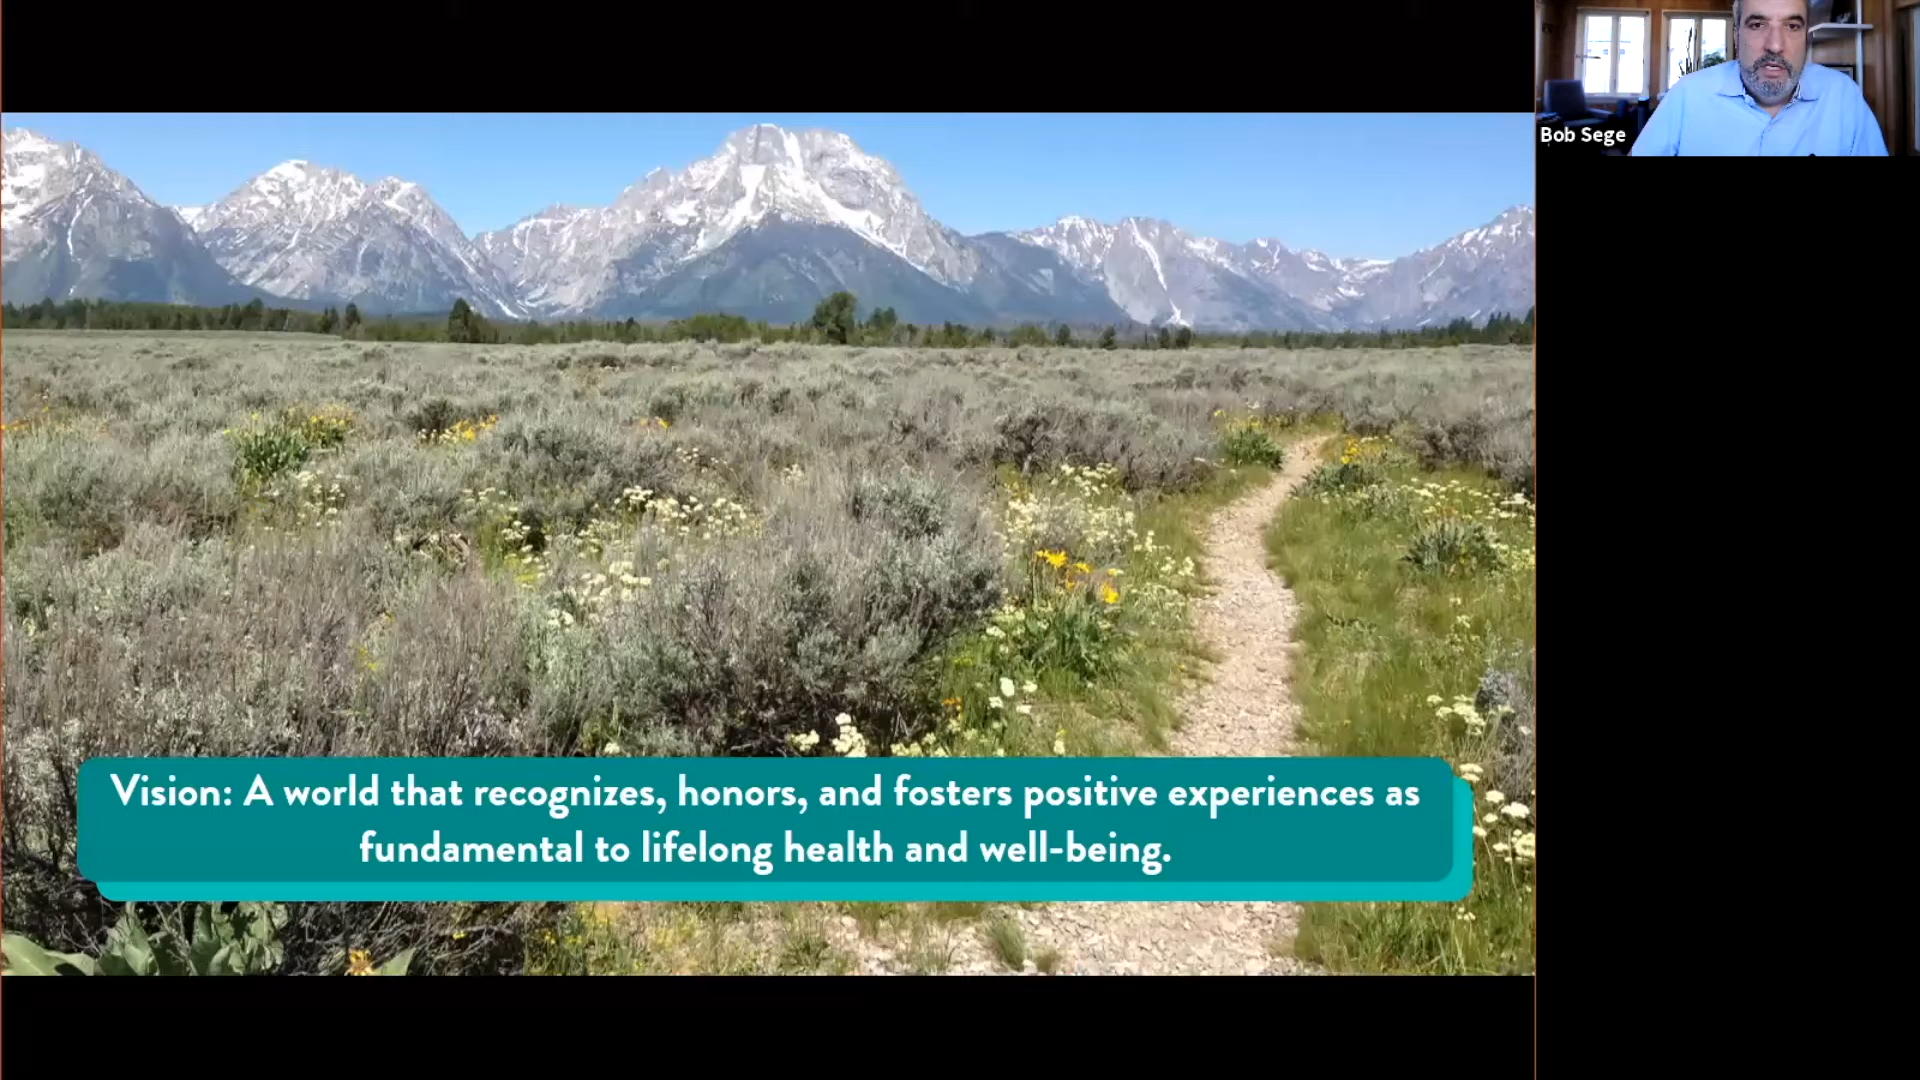 Bob Sege
Vision: A world that recognizes, honors, and fosters positive experiences as
fundamental to lifelong health and well-being.